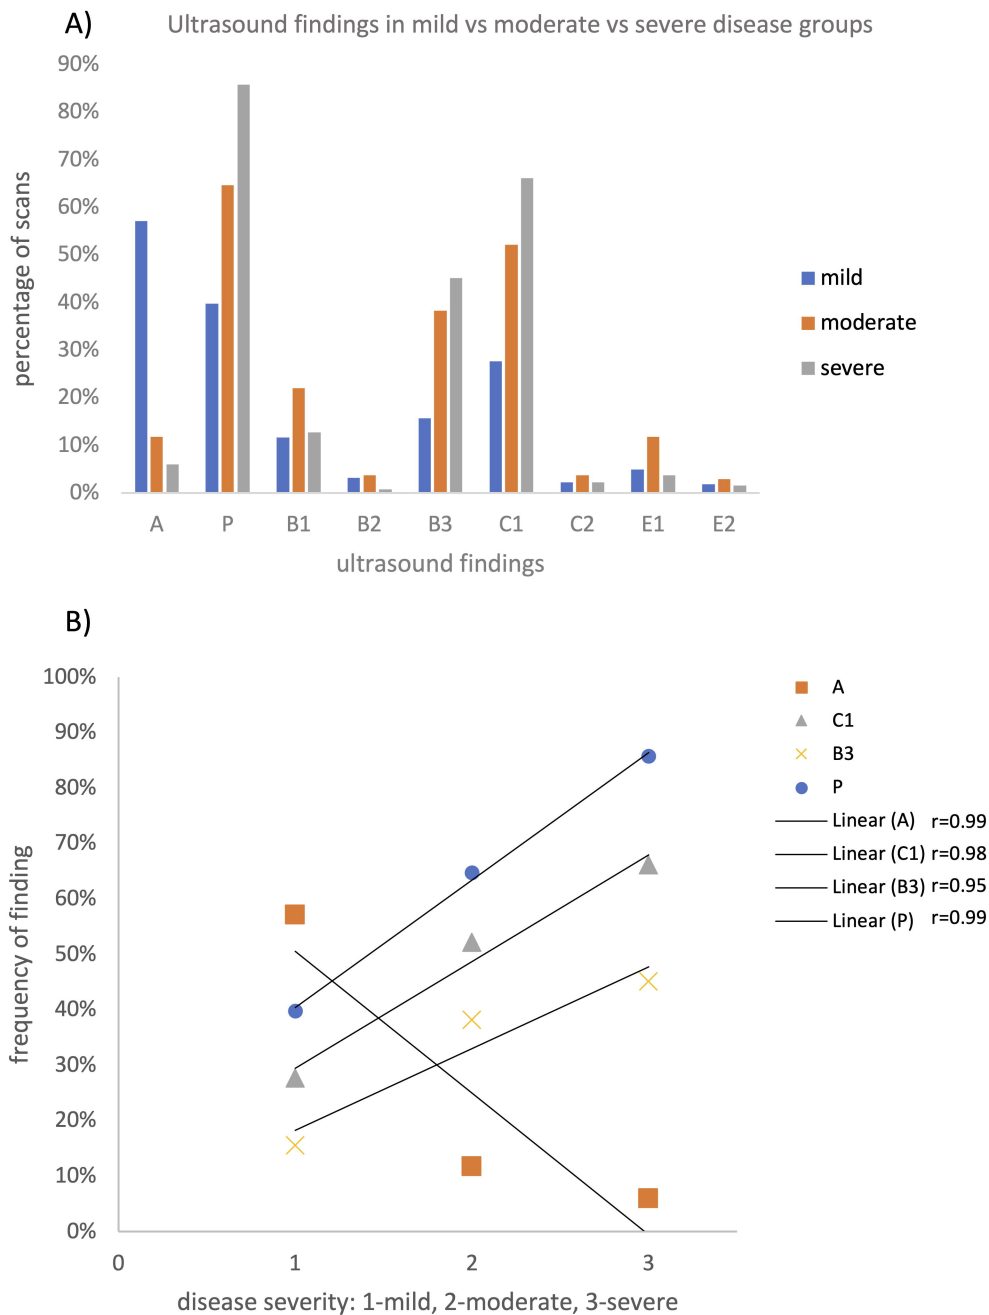 A)
Ultrasound findings in mild vs moderate vs severe disease groups
percentage of scans
90%
80%
70%
60%
50%
40%
30%
20%
10%
0%
A P B1 B2 B3 C1 C2 E1 E2
ultrasound findings
mild
moderate
severe
B)
frequency of finding
100%
90%
80%
70%
60%
50%
40%
30%
20%
10%
0%
0 1 2 3
disease severity: 1-mild, 2-moderate, 3-severe
A
C1
B3
P
Linear (A) r=0.99
Linear (C1) r=0.98
Linear (B3) r=0.95
Linear (P) r=0.99